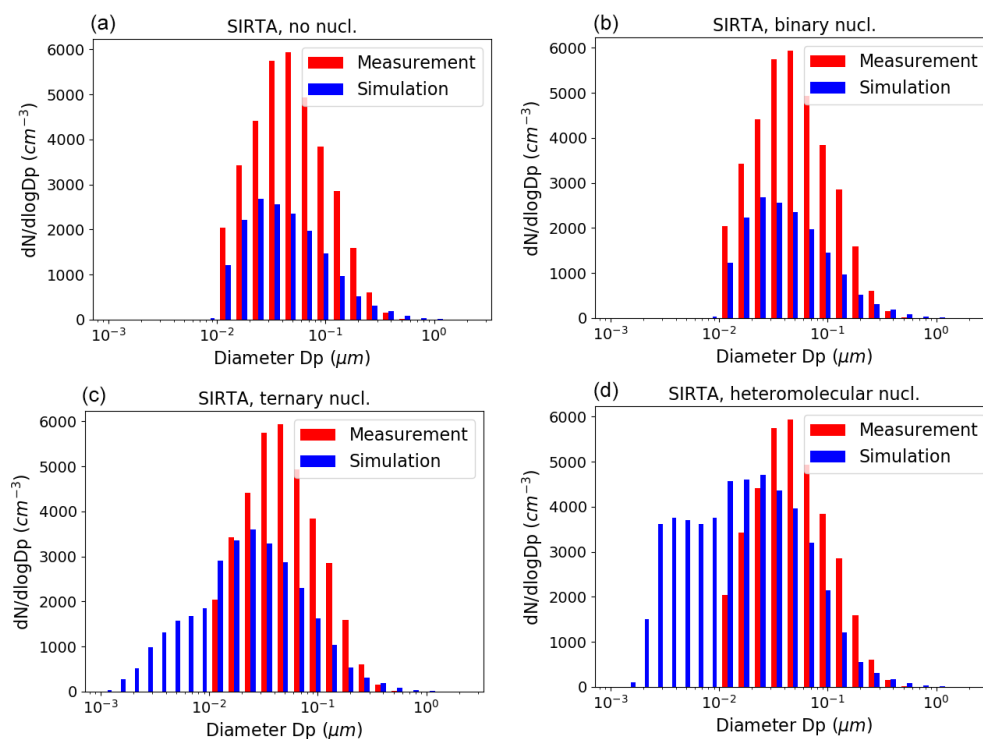 (a)
SIRTA, no nucl.
6000
5000
4000
3000
2000
1000
0
dN/dlogDp (cm⁻³)
Measurement
Simulation
10⁻³
10⁻²
10⁻¹
10⁰
Diameter Dp (μm)
(b)
SIRTA, binary nucl.
6000
5000
4000
3000
2000
1000
0
dN/dlogDp (cm⁻³)
Measurement
Simulation
10⁻³
10⁻²
10⁻¹
10⁰
Diameter Dp (μm)
(c)
SIRTA, ternary nucl.
6000
5000
4000
3000
2000
1000
0
dN/dlogDp (cm⁻³)
Measurement
Simulation
10⁻³
10⁻²
10⁻¹
10⁰
Diameter Dp (μm)
(d)
SIRTA, heteromolecular nucl.
6000
5000
4000
3000
2000
1000
0
dN/dlogDp (cm⁻³)
Measurement
Simulation
10⁻³
10⁻²
10⁻¹
10⁰
Diameter Dp (μm)